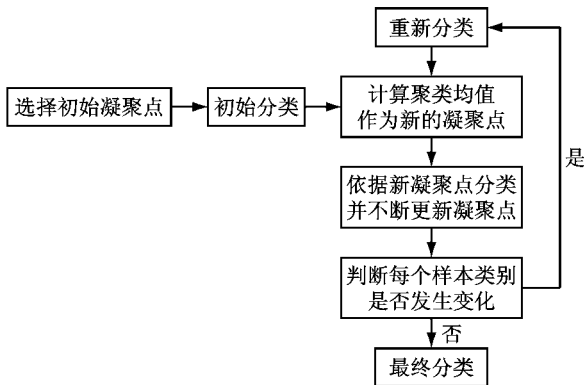 重新分类
选择初始凝聚点
初始分类
计算聚类均值
作为新的凝聚点
是
依据新凝聚点分类
并不断更新凝聚点
判断每个样本类别
是否发生变化
否
最终分类